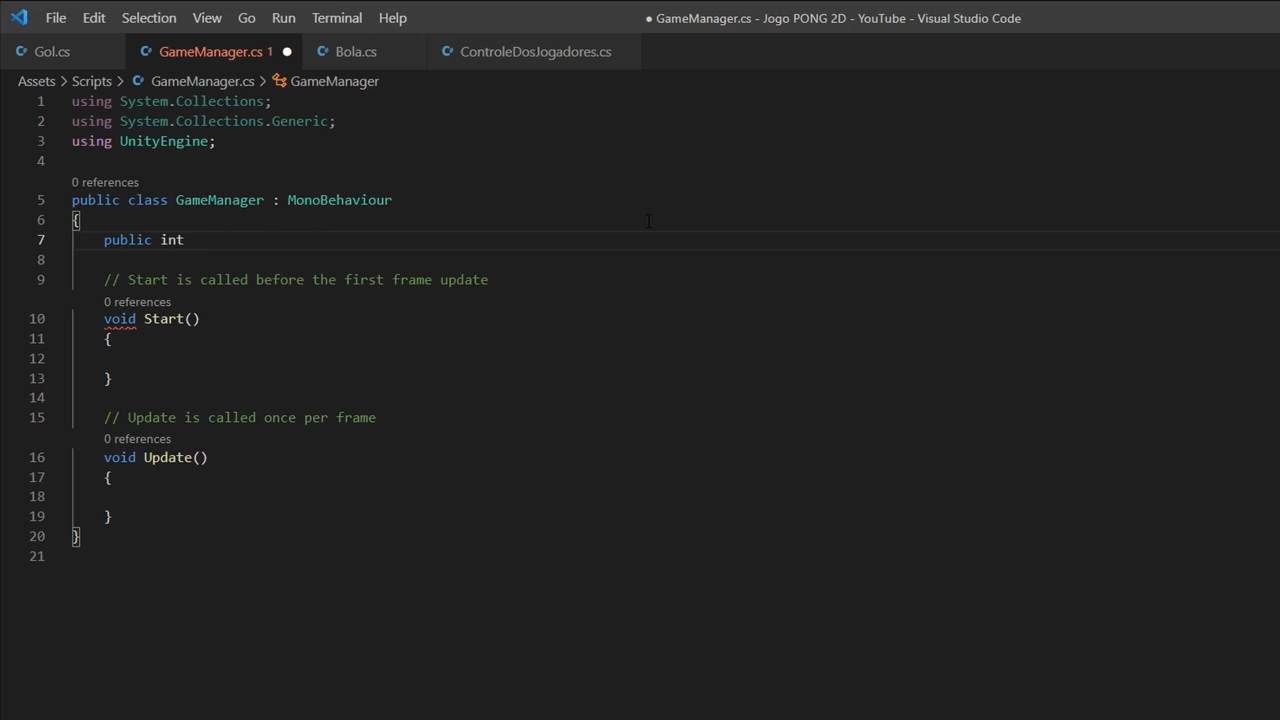 File Edit Selection View Go Run Terminal Help ● GameManager.cs - Jogo PONG 2D - YouTube - Visual Studio Code
Gol.cs GameManager.cs 1 ● Bola.cs ControleDosJogadores.cs
Assets > Scripts > GameManager.cs > GameManager
1 using System.Collections;
2 using System.Collections.Generic;
3 using UnityEngine;
4
0 references
5 public class GameManager : MonoBehaviour
6 {
7 public int
8
9 // Start is called before the first frame update
0 references
10 void Start()
11 {
12
13 }
14
15 // Update is called once per frame
0 references
16 void Update()
17 {
18
19 }
20 }
21